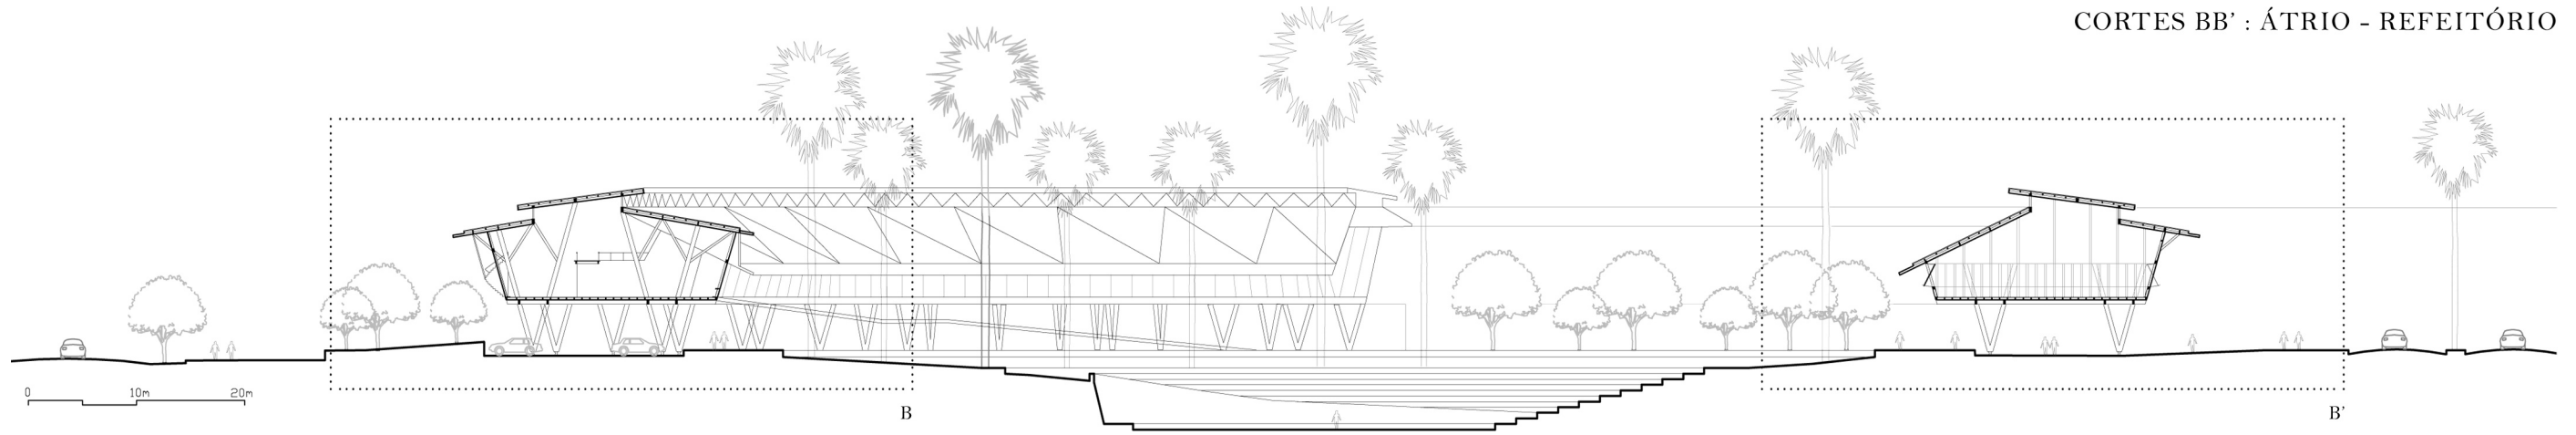 CORTES BB’ : ÁTRIO - REFEITÓRIO
0 10m 20m
B
B’